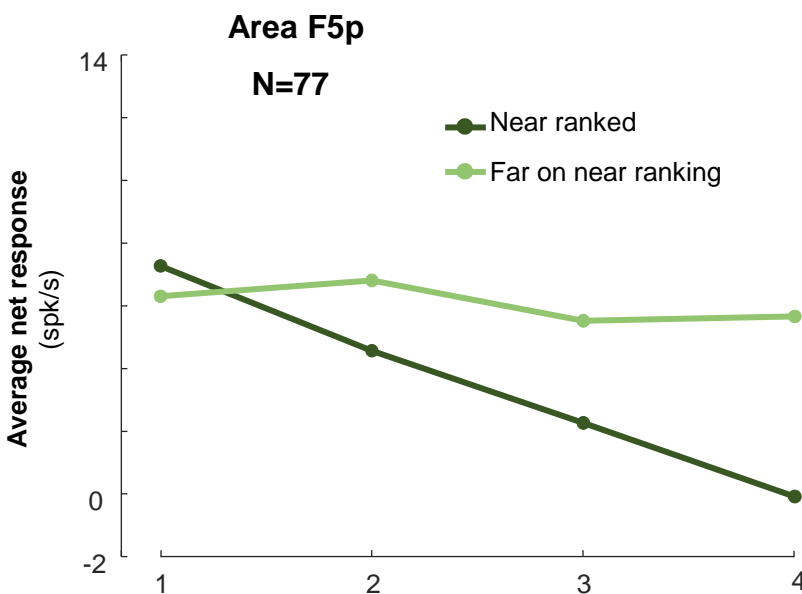 Area F5p
N=77
14
Near ranked
Far on near ranking
Average net response
(spk/s)
0
-2
1
2
3
4